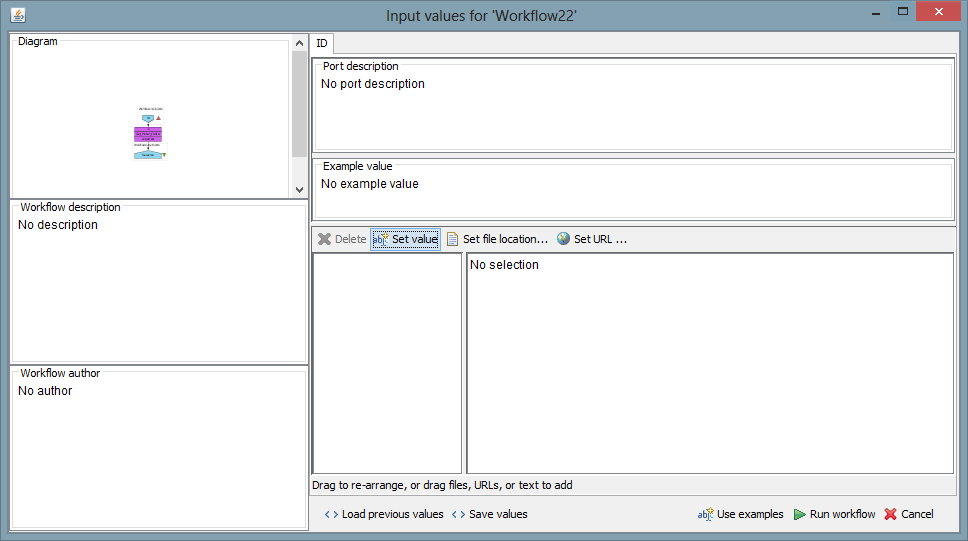 Input values for 'Workflow22'
Diagram
ID
Port description
No port description
Example value
No example value
Workflow description
No description
Delete
Set value
Set file location...
Set URL ...
No selection
Workflow author
No author
Drag to re-arrange, or drag files, URLs, or text to add
Load previous values
Save values
Use examples
Run workflow
Cancel